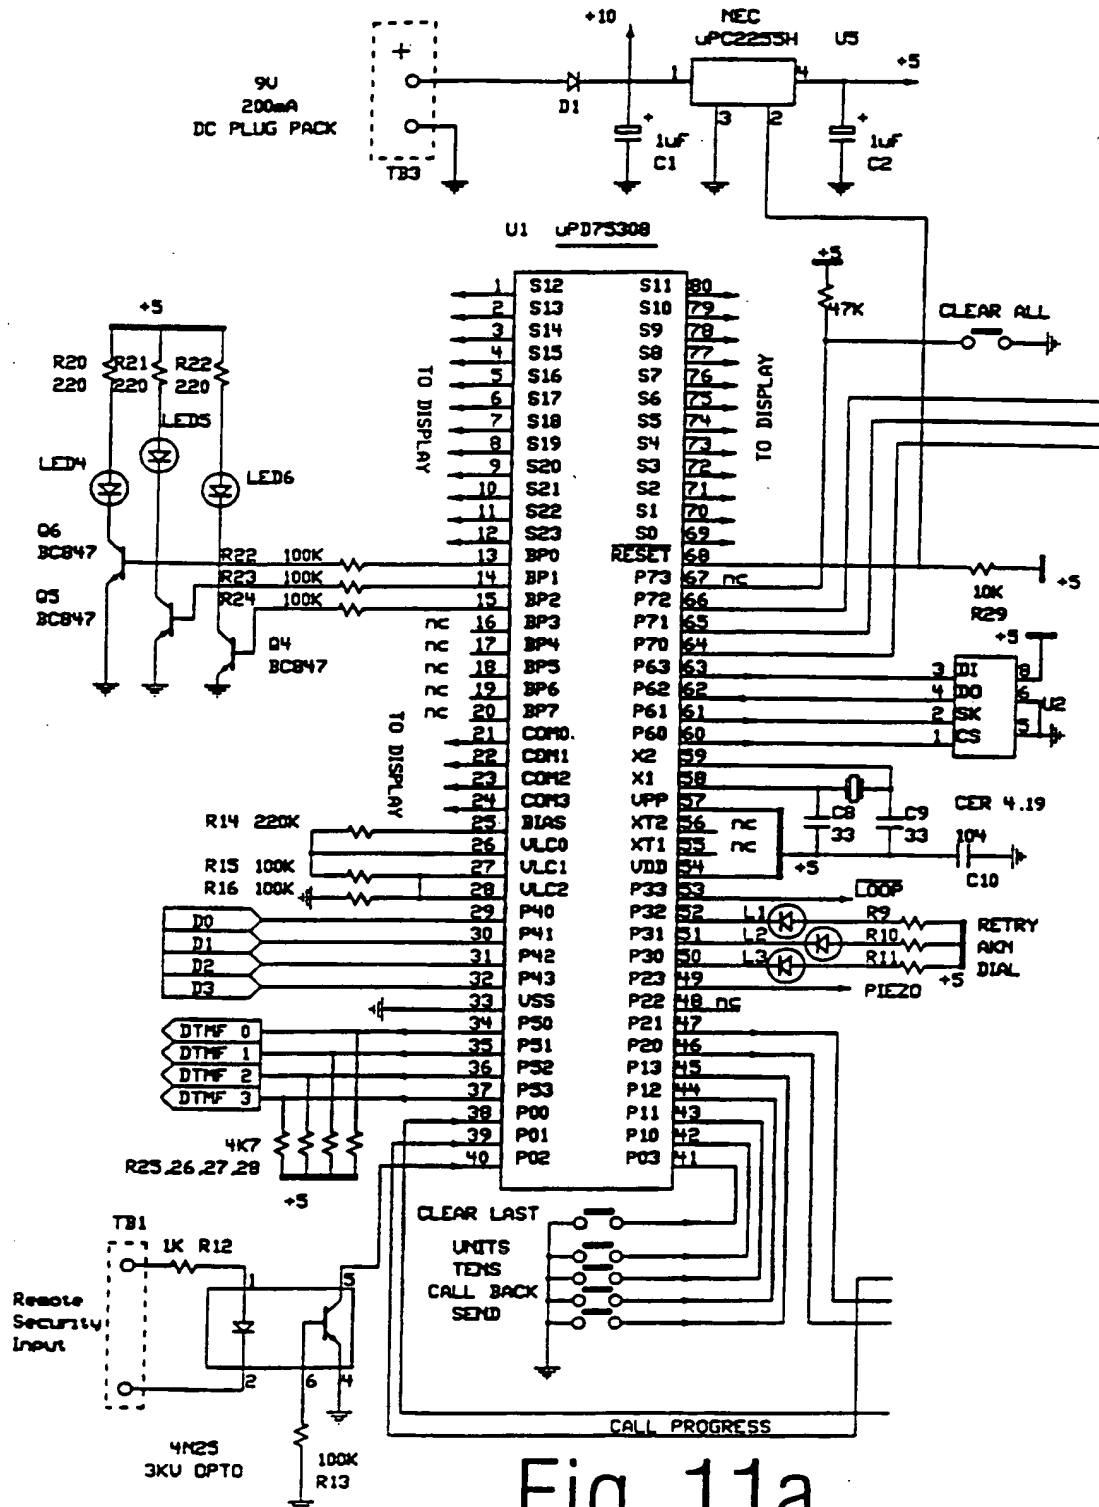 +10
NEC
uPC2255H U5
1
4
+5
+
9V
200mA
DC PLUG PACK
D1
+
1uF
C1
3
2
+
1uF
C2
TB3
U1 uPD75308
+5
47K
CLEAR ALL
+5
R20
220
R21
220
R22
220
LED5
LED4
LED6
Q6
BC847
Q5
BC847
Q4
BC847
R22 100K
R23 100K
R24 100K
TO DISPLAY
TO DISPLAY
TO DISPLAY
1 S12 S11 80
2 S13 S10 79
3 S14 S9 78
4 S15 S8 77
5 S16 S7 76
6 S17 S6 75
7 S18 S5 74
8 S19 S4 73
9 S20 S3 72
10 S21 S2 71
11 S22 S1 70
12 S23 S0 69
13 BP0 RESET 68
14 BP1 P73 67 nc
15 BP2 P72 66
nc 16 BP3 P71 65
nc 17 BP4 P70 64
nc 18 BP5 P63 63
nc 19 BP6 P62 62
nc 20 BP7 P61 61
21 COM0. P60 60
22 COM1 X2 59
23 COM2 X1 58
24 COM3 VPP 57
25 BIAS XT2 56 nc
26 VLC0 XT1 55 nc
27 VLC1 VDD 54
28 VLC2 P33 53
29 P40 P32 52
30 P41 P31 51
31 P42 P30 50
32 P43 P23 49
33 VSS P22 48 nc
34 P50 P21 47
35 P51 P20 46
36 P52 P13 45
37 P53 P12 44
38 P00 P11 43
39 P01 P10 42
40 P02 P03 41
10K
R29
+5
+5
3 DI 8
4 DO 6
2 SK 5
1 CS
U2
C8
33
C9
33
CER 4.19
104
C10
+5
LOOP
L1 R9 RETRY
L2 R10 AKN
L3 R11 DIAL
+5
PIEZO
R14 220K
R15 100K
R16 100K
D0
D1
D2
D3
DTMF 0
DTMF 1
DTMF 2
DTMF 3
4K7
R25,26,27,28
+5
CLEAR LAST
UNITS
TENS
CALL BACK
SEND
TB1
1K R12
1
5
Remote
Security
Input
2
6
4
4N25
3KV OPTO
100K
R13
CALL PROGRESS
Fig 11a